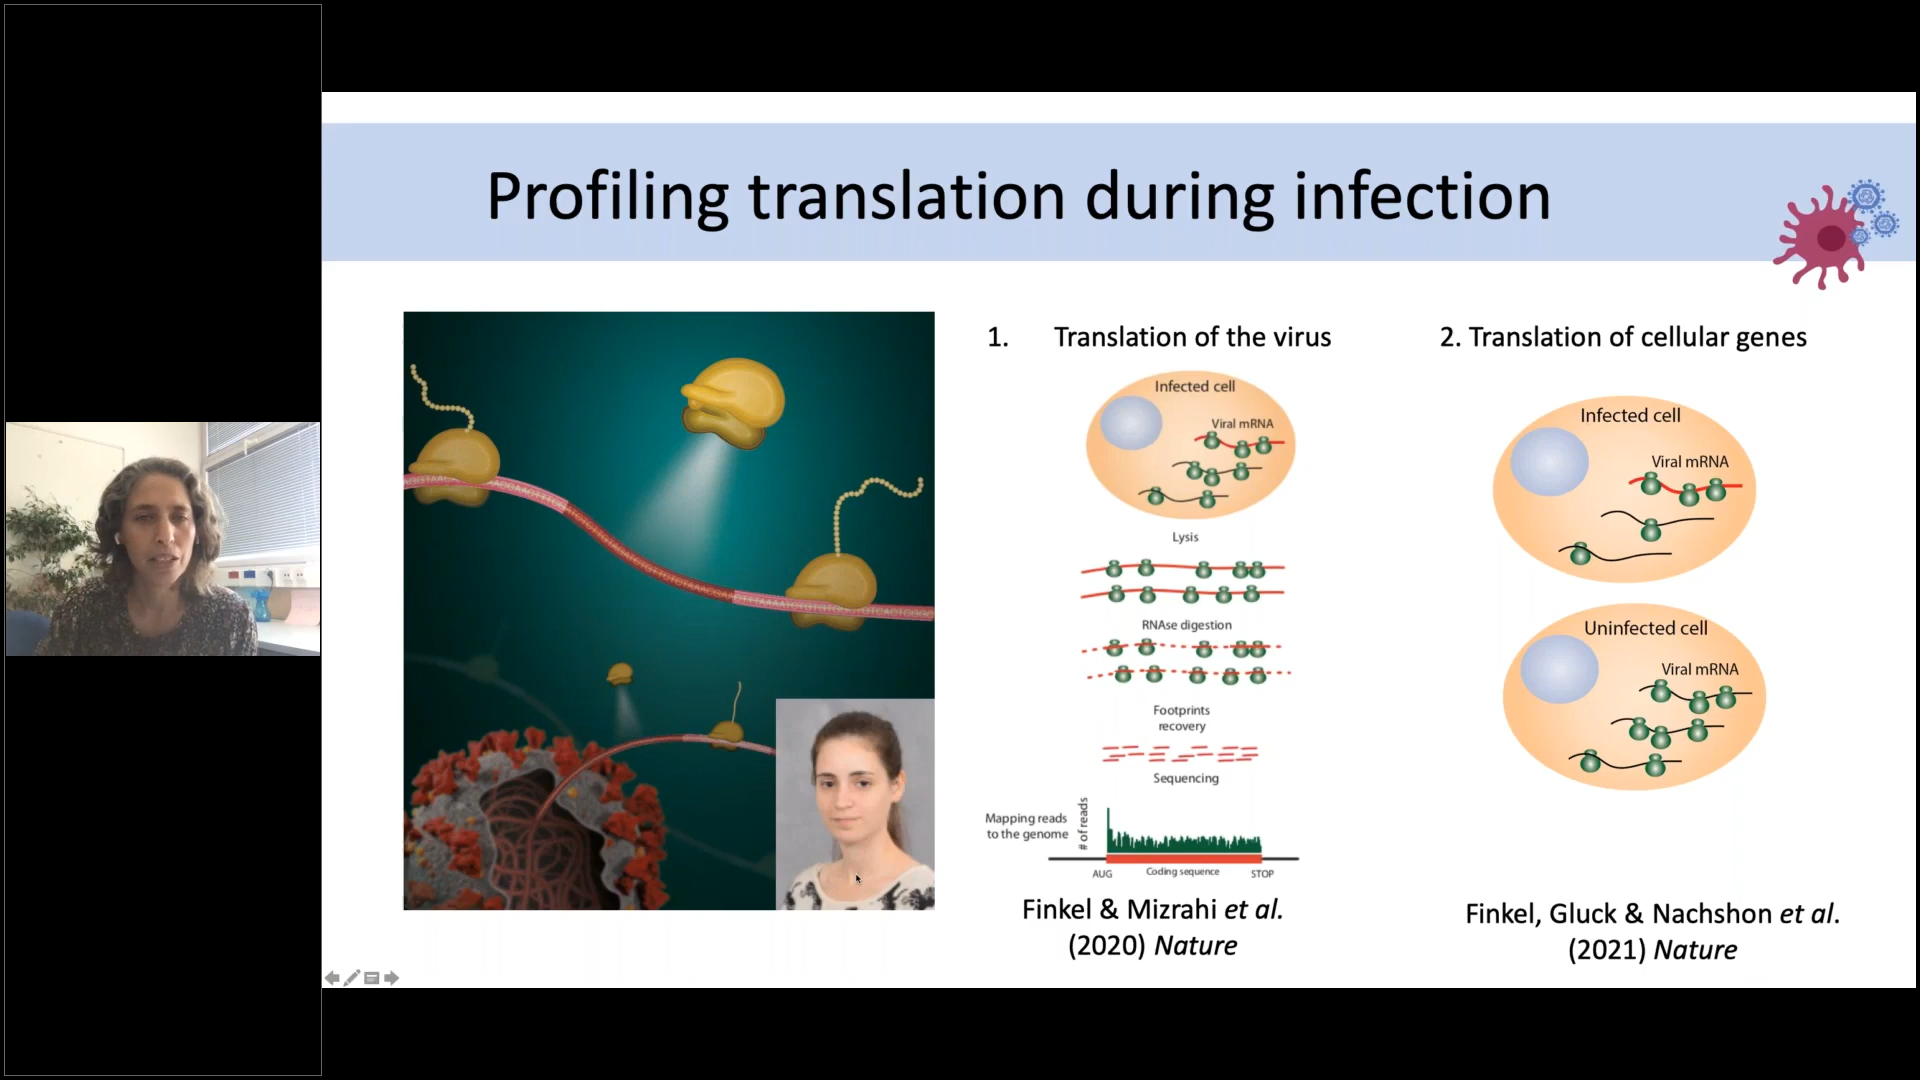 Profiling translation during infection
1. Translation of the virus
Infected cell
Viral mRNA
Lysis
RNAse digestion
Footprints
recovery
Sequencing
Mapping reads
to the genome
# of reads
AUG
Coding sequence
STOP
Finkel & Mizrahi et al.
(2020) Nature
2. Translation of cellular genes
Infected cell
Viral mRNA
Uninfected cell
Viral mRNA
Finkel, Gluck & Nachshon et al.
(2021) Nature